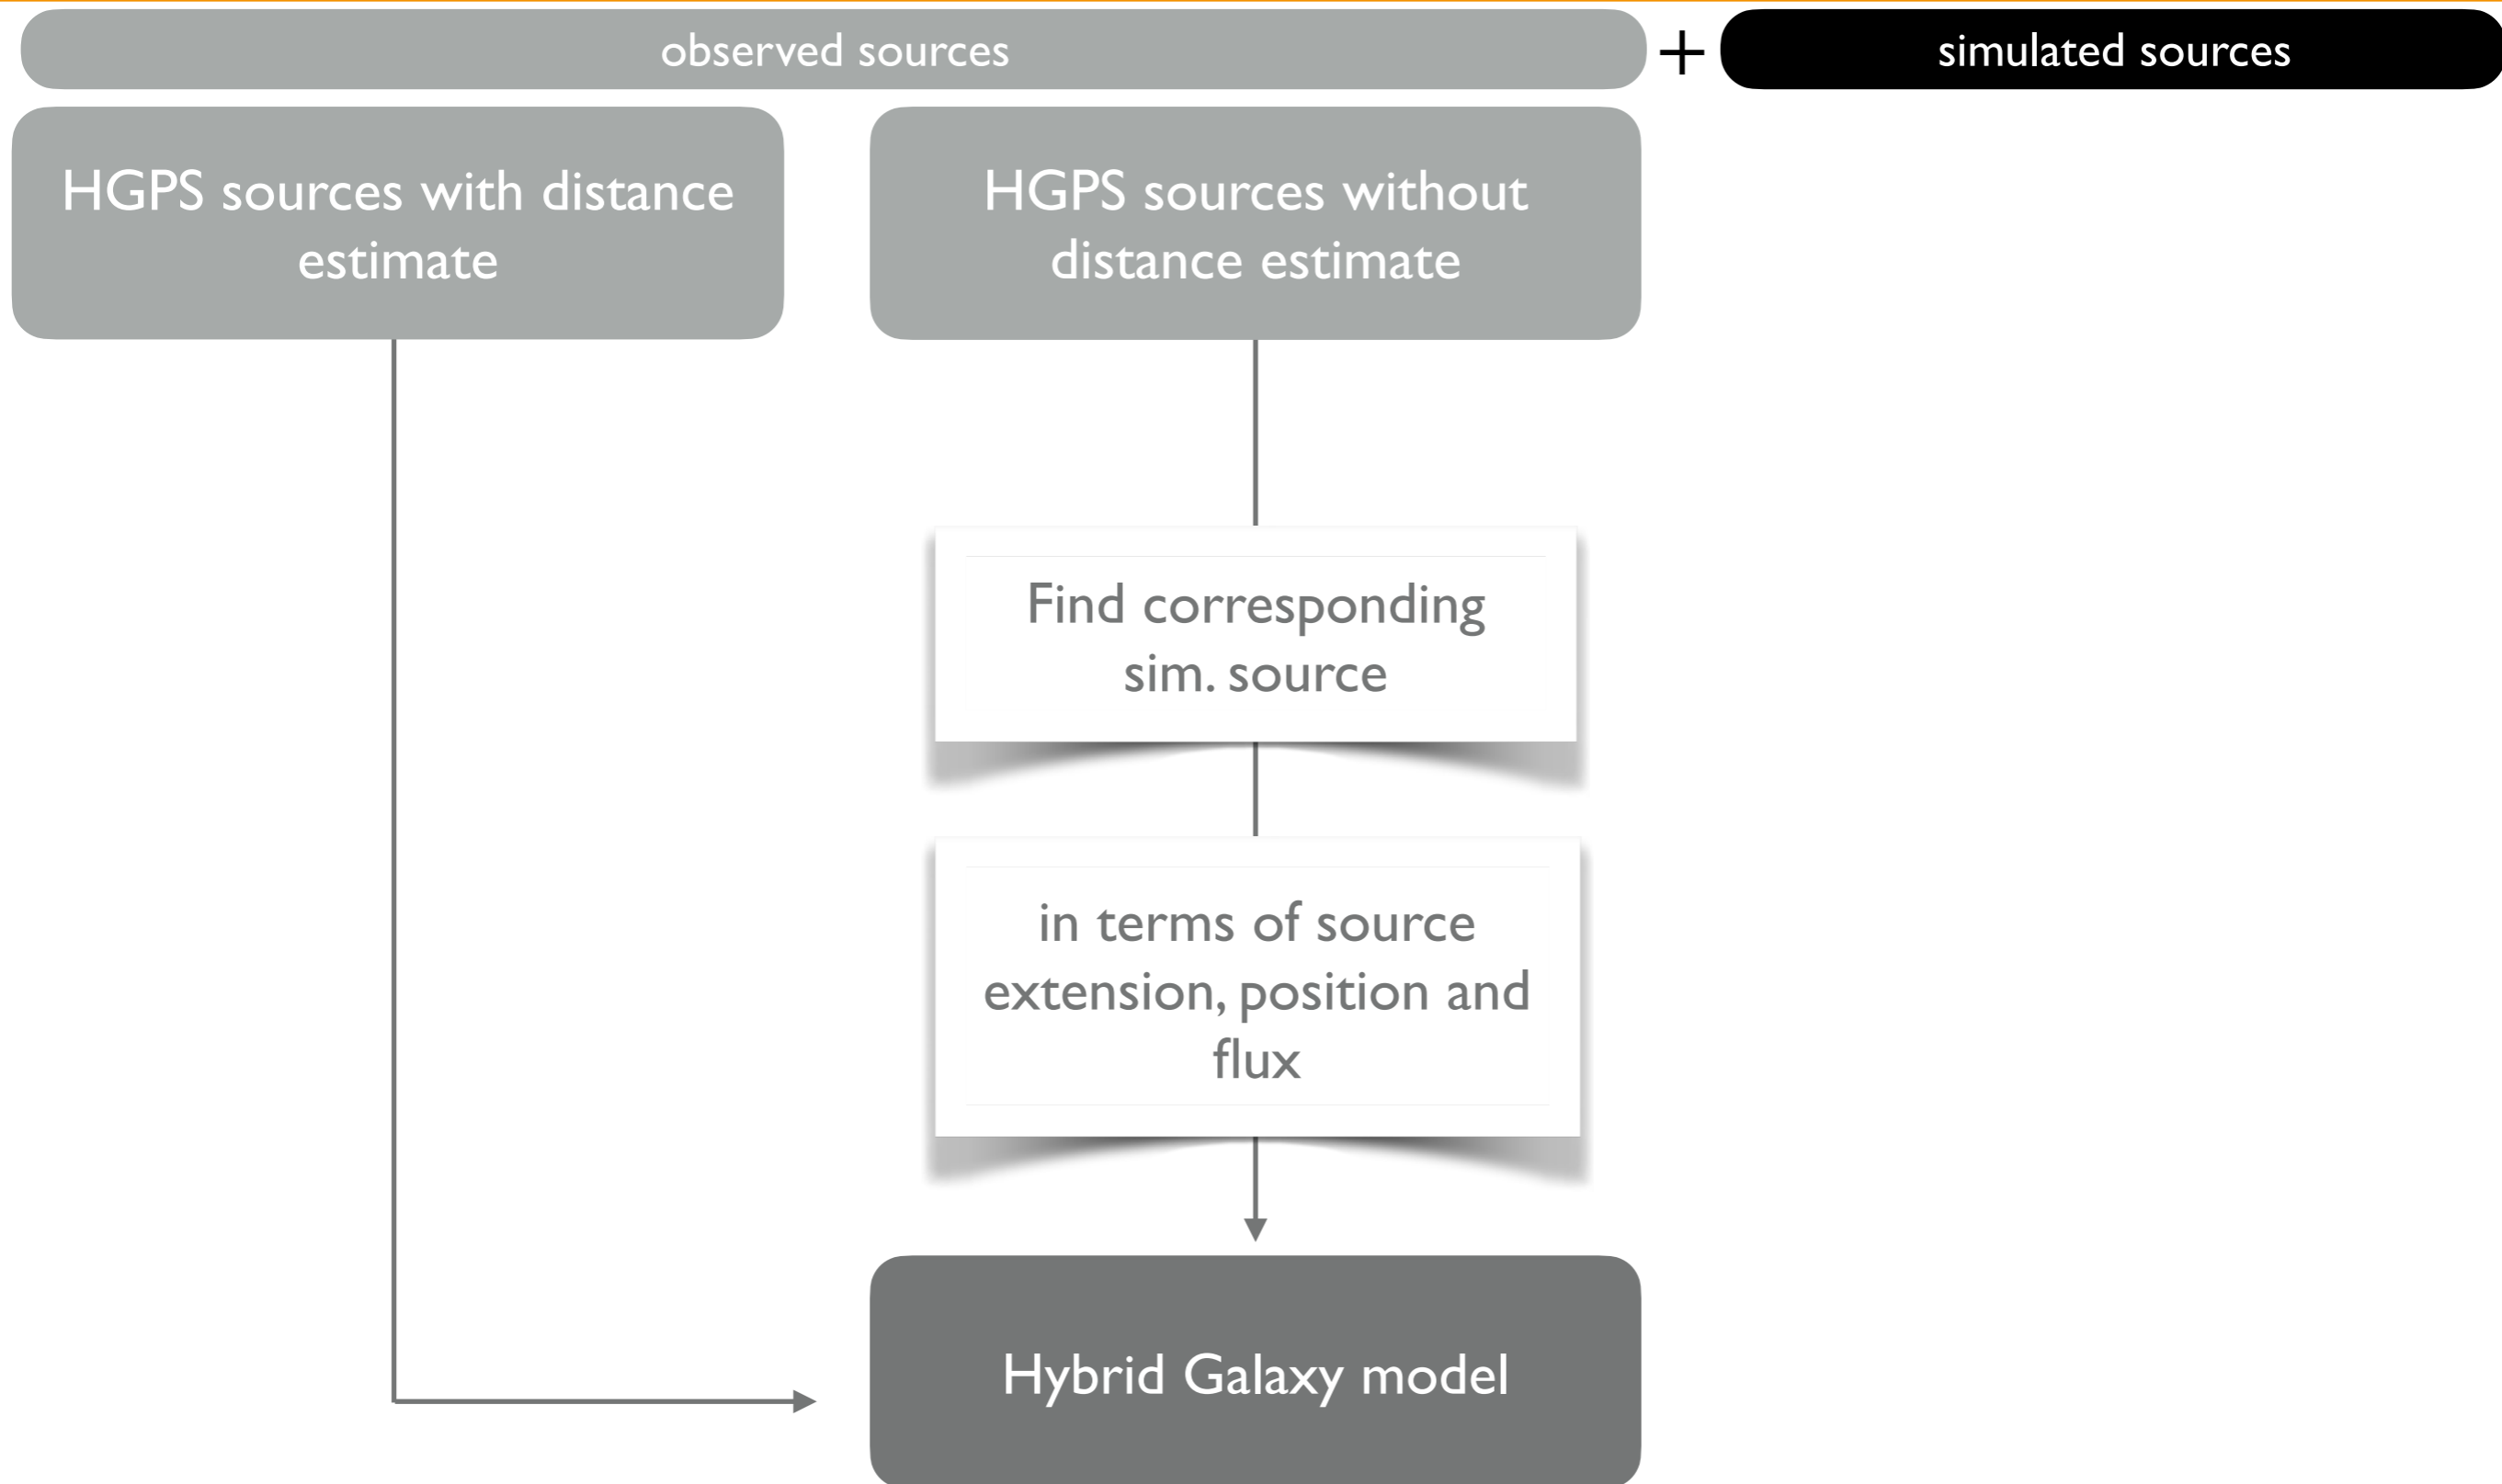 observed sources
+
simulated sources
HGPS sources with distance
estimate
HGPS sources without
distance estimate
Find corresponding
sim. source
in terms of source
extension, position and
flux
Hybrid Galaxy model